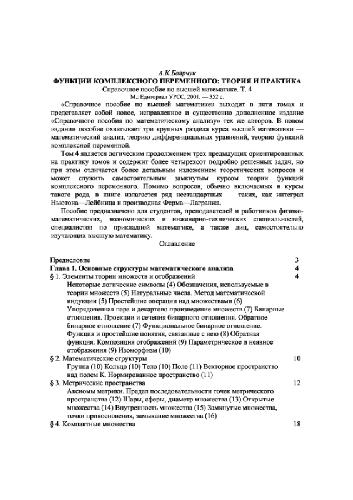 А.К. Боярчук
ФУНКЦИИ КОМПЛЕКСНОГО ПЕРЕМЕННОГО: ТЕОРИЯ И ПРАКТИКА
Справочное пособие по высшей математике. Т. 4
М.: Едиториал УРСС, 2001. — 352 с.
«Справочное пособие по высшей математике» выходит в пяти томах и
представляет собой новое, исправленное и существенно дополненное издание
«Справочного пособия по математическому анализу» тех же авторов. В новом
издании пособие охватывает три крупных раздела курса высшей математики —
математический анализ, теорию дифференциальных уравнений, теорию функций
комплексной переменной.
Том 4 является логическим продолжением трех предыдущих ориентированных
на практику томов и содержит более четырехсот подробно решенных задач, но
при этом отличается более детальным изложением теоретических вопросов и
может служить самостоятельным замкнутым курсом теории функций
комплексного переменного. Помимо вопросов, обычно включаемых в курсы
такого рода, в книге излагается ряд нестандартных — таких, как интеграл
Ньютона—Лейбница и производная Ферма—Лагранжа.
Пособие предназначено для студентов, преподавателей и работников физико-
математических, экономических и инженерно-технических специальностей,
специалистов по прикладной математике, а также лиц, самостоятельно
изучающих высшую математику.
Оглавление
Предисловие 3
Глава 1. Основные структуры математического анализа 4
§ 1. Элементы теории множеств и отображений 4
Некоторые логические символы (4) Обозначения, используемые в
теории множеств (5) Натуральные числа. Метод математической
индукции (5) Простейшие операции над множествами (6)
Упорядоченная пара и декартово произведение множеств (7) Бинарные
отношения. Проекции и сечения бинарного отношения. Обратное
бинарное отношение (7) Функциональное бинарное отношение.
Функция и простейшие понятия, связанные с нею (8) Обратная
функция. Композиция отображений (9) Параметрическое и неявное
отображения (9) Изоморфизм (10)
§ 2. Математические структуры 10
Группа (10) Кольцо (10) Тело (10) Поле (11) Векторное пространство
над полем K. Нормированное пространство (11)
§ 3. Метрические пространства 12
Аксиомы метрики. Предел последовательности точек метрического
пространства (12) Шары, сферы, диаметр множества (13) Открытые
множества (14) Внутренность множества (15) Замкнутые множества,
точки прикосновения, замыкание множества (16)
§ 4. Компактные множества 18